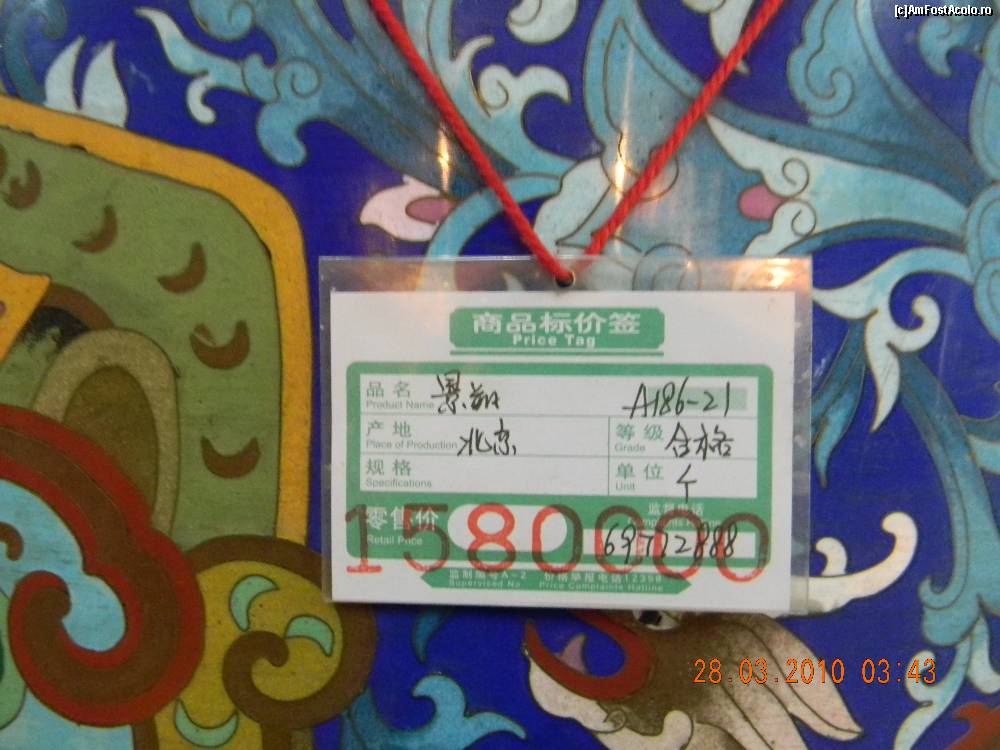 [c]AmFostAcolo.ro
商品标价签
Price Tag
品名 景 A186-21
Product Name
产地 北京 等级 合格
Place of Production Grade
规格 单位 个
Specifications Unit
零售价 监督电话
Retail Price
1580000
69712888
监制编号A-2 价格举报电话12358
Supervised No Price Complaints Hotline
28.03.2010 03:43